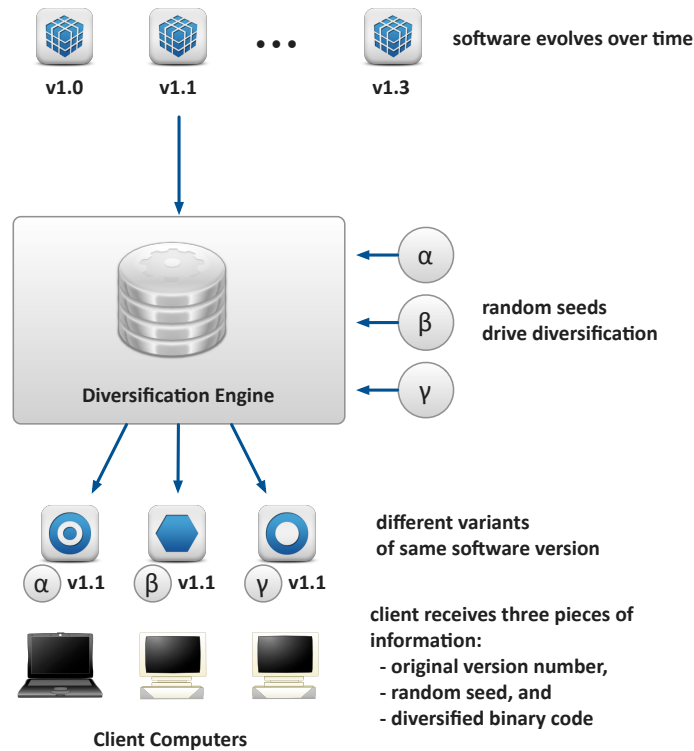 software evolves over time
v1.0
v1.1
v1.3
α
β
γ
random seeds
drive diversification
Diversification Engine
different variants
of same software version
α v1.1
β v1.1
γ v1.1
client receives three pieces of
information:
- original version number,
- random seed, and
- diversified binary code
Client Computers